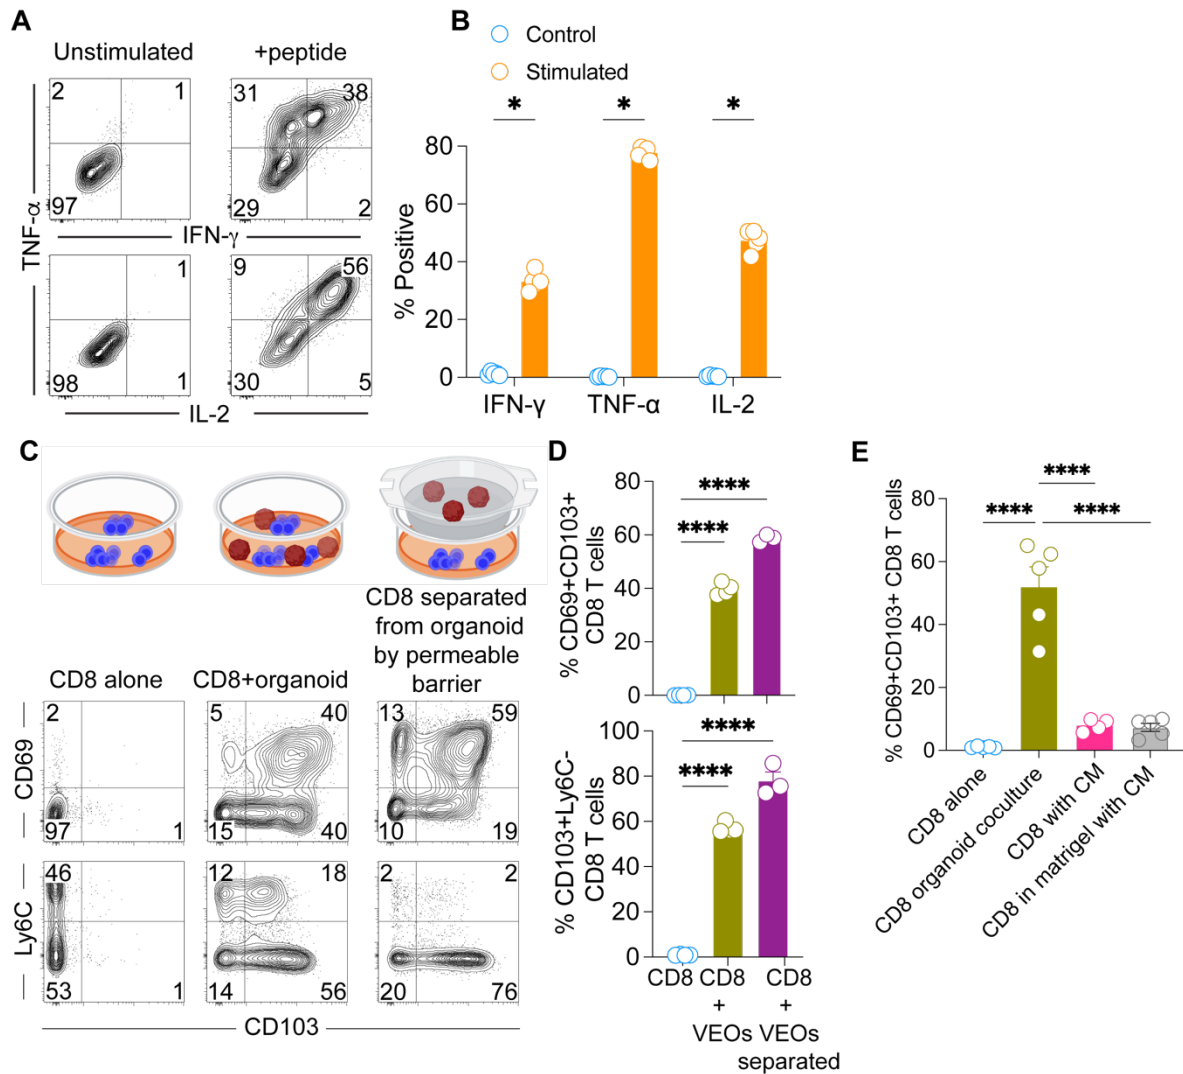 A
Unstimulated
+peptide
2
1
97
31
38
29
2
TNF-α
IFN-γ
1
98
1
9
56
30
5
IL-2
B
Control
Stimulated
*
*
*
% Positive
80
60
40
20
0
IFN-γ
TNF-α
IL-2
C
CD8 alone
CD8+organoid
CD8 separated
from organoid
by permeable
barrier
CD69
2
97
1
5
40
15
40
13
59
10
19
Ly6C
46
53
1
12
18
14
56
2
2
20
76
CD103
D
% CD69+CD103+
CD8 T cells
80
60
40
20
0
****
****
% CD103+Ly6C-
CD8 T cells
100
80
60
40
20
0
****
****
CD8
CD8
+
VEOs
CD8
+
VEOs
separated
E
% CD69+CD103+ CD8 T cells
80
60
40
20
0
****
****
****
CD8 alone
CD8 organoid coculture
CD8 with CM
CD8 in matrigel with CM